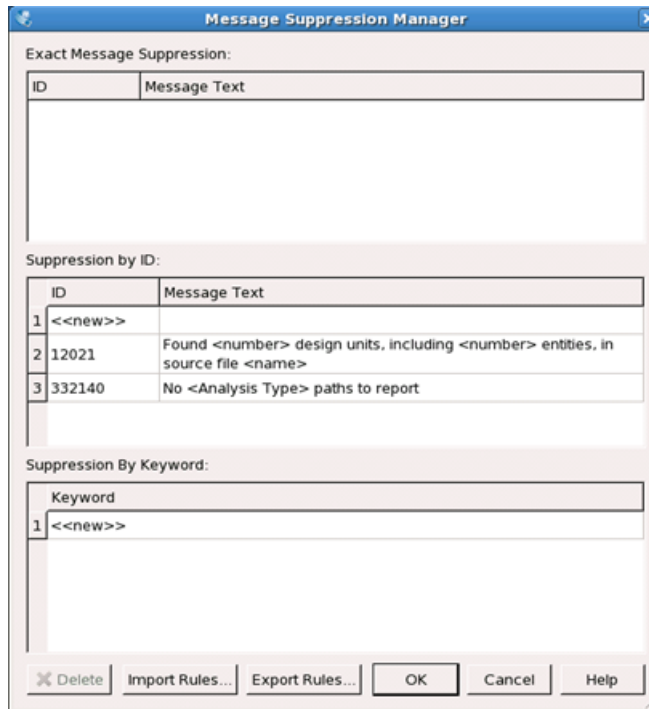 Message Suppression Manager
Exact Message Suppression:
ID Message Text
Suppression by ID:
ID Message Text
1 <<new>>
2 12021 Found <number> design units, including <number> entities, in
source file <name>
3 332140 No <Analysis Type> paths to report
Suppression By Keyword:
Keyword
1 <<new>>
Delete Import Rules... Export Rules... OK Cancel Help